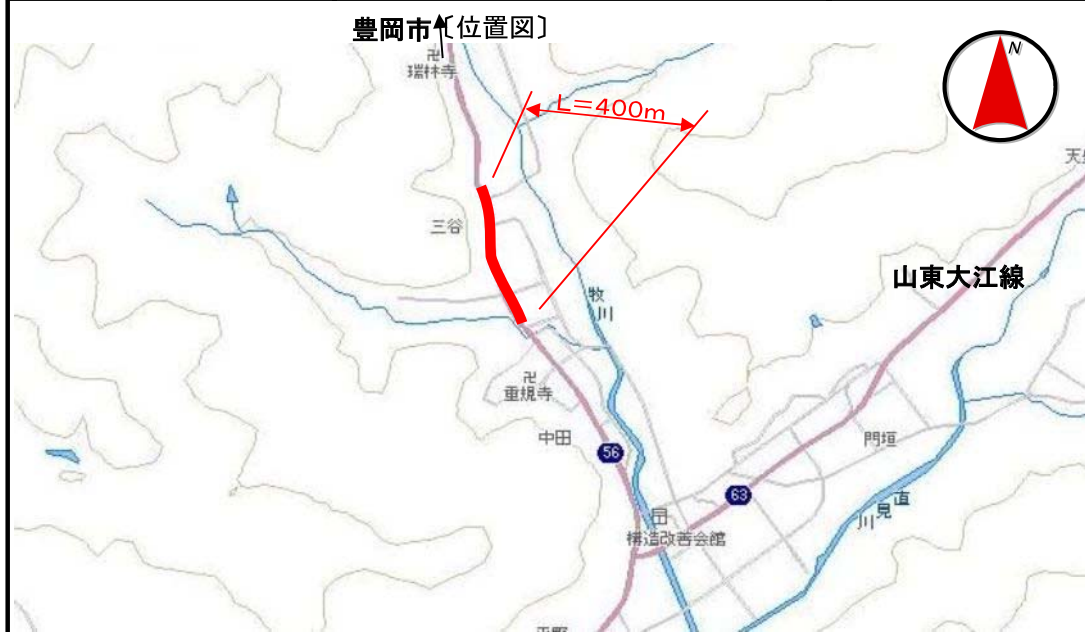 豊岡市
〔位置図〕
N
卍
瑞林寺
L=400m
三谷
山東大江線
牧川
卍
重規寺
中田
56
門垣
63
直見川
構造改善会館